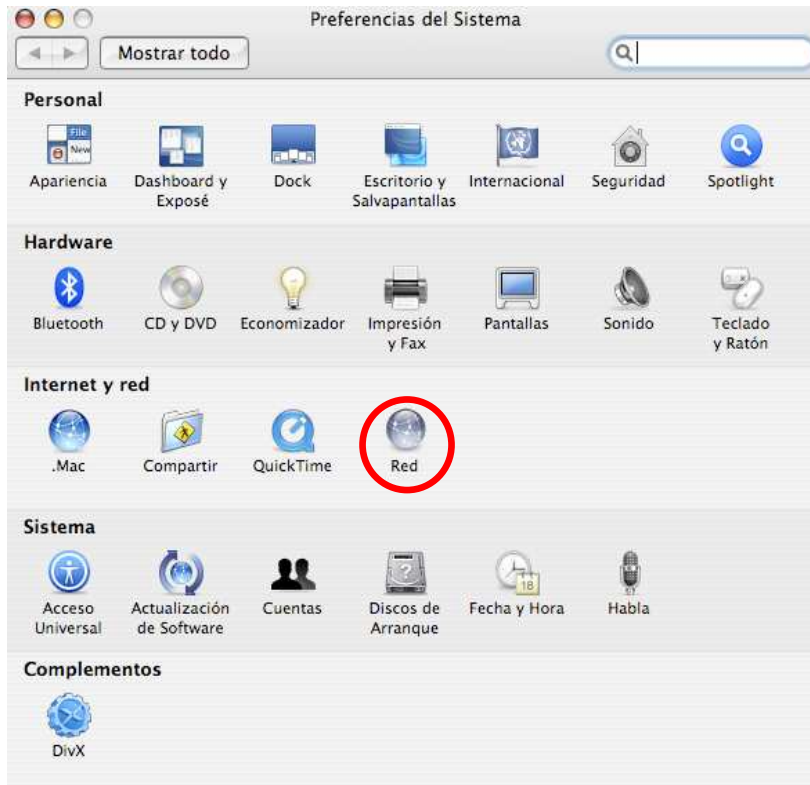 Preferencias del Sistema
Mostrar todo
Personal
File
New
Apariencia
Dashboard y
Exposé
Dock
Escritorio y
Salvapantallas
Internacional
Seguridad
Spotlight
Hardware
Bluetooth
CD y DVD
Economizador
Impresión
y Fax
Pantallas
Sonido
Teclado
y Ratón
Internet y red
.Mac
Compartir
QuickTime
Red
Sistema
Acceso
Universal
Actualización
de Software
Cuentas
?
Discos de
Arranque
18
Fecha y Hora
Habla
Complementos
DivX